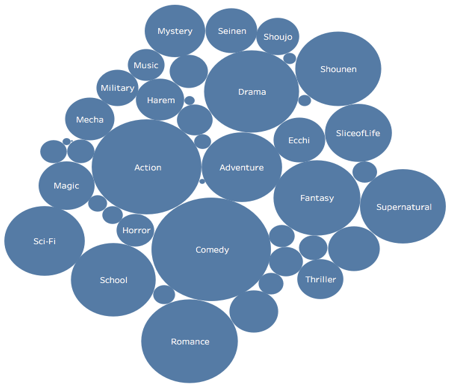 Mystery
Seinen
Shoujo
Music
Shounen
Military
Harem
Drama
Mecha
SliceofLife
Ecchi
Action
Adventure
Magic
Fantasy
Supernatural
Horror
Sci-Fi
Comedy
School
Thriller
Romance